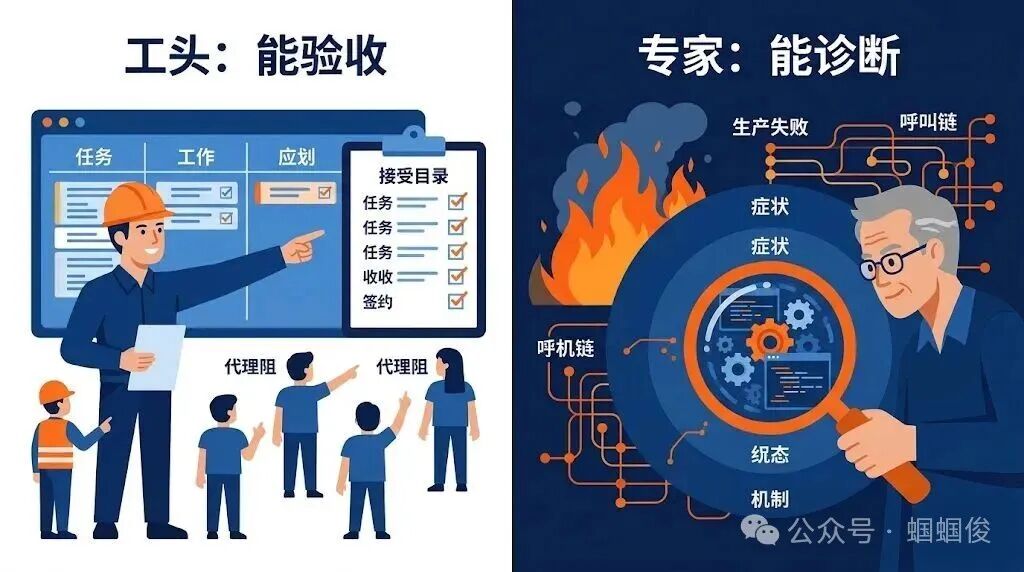 工头：能验收
任务 工作 应划
接受目录
任务
任务
任务
收收
签约
代理阻 代理阻
专家：能诊断
生产失败 呼叫链
症状
症状
呼机链
织态
机制
公众号 · 蝈蝈俊